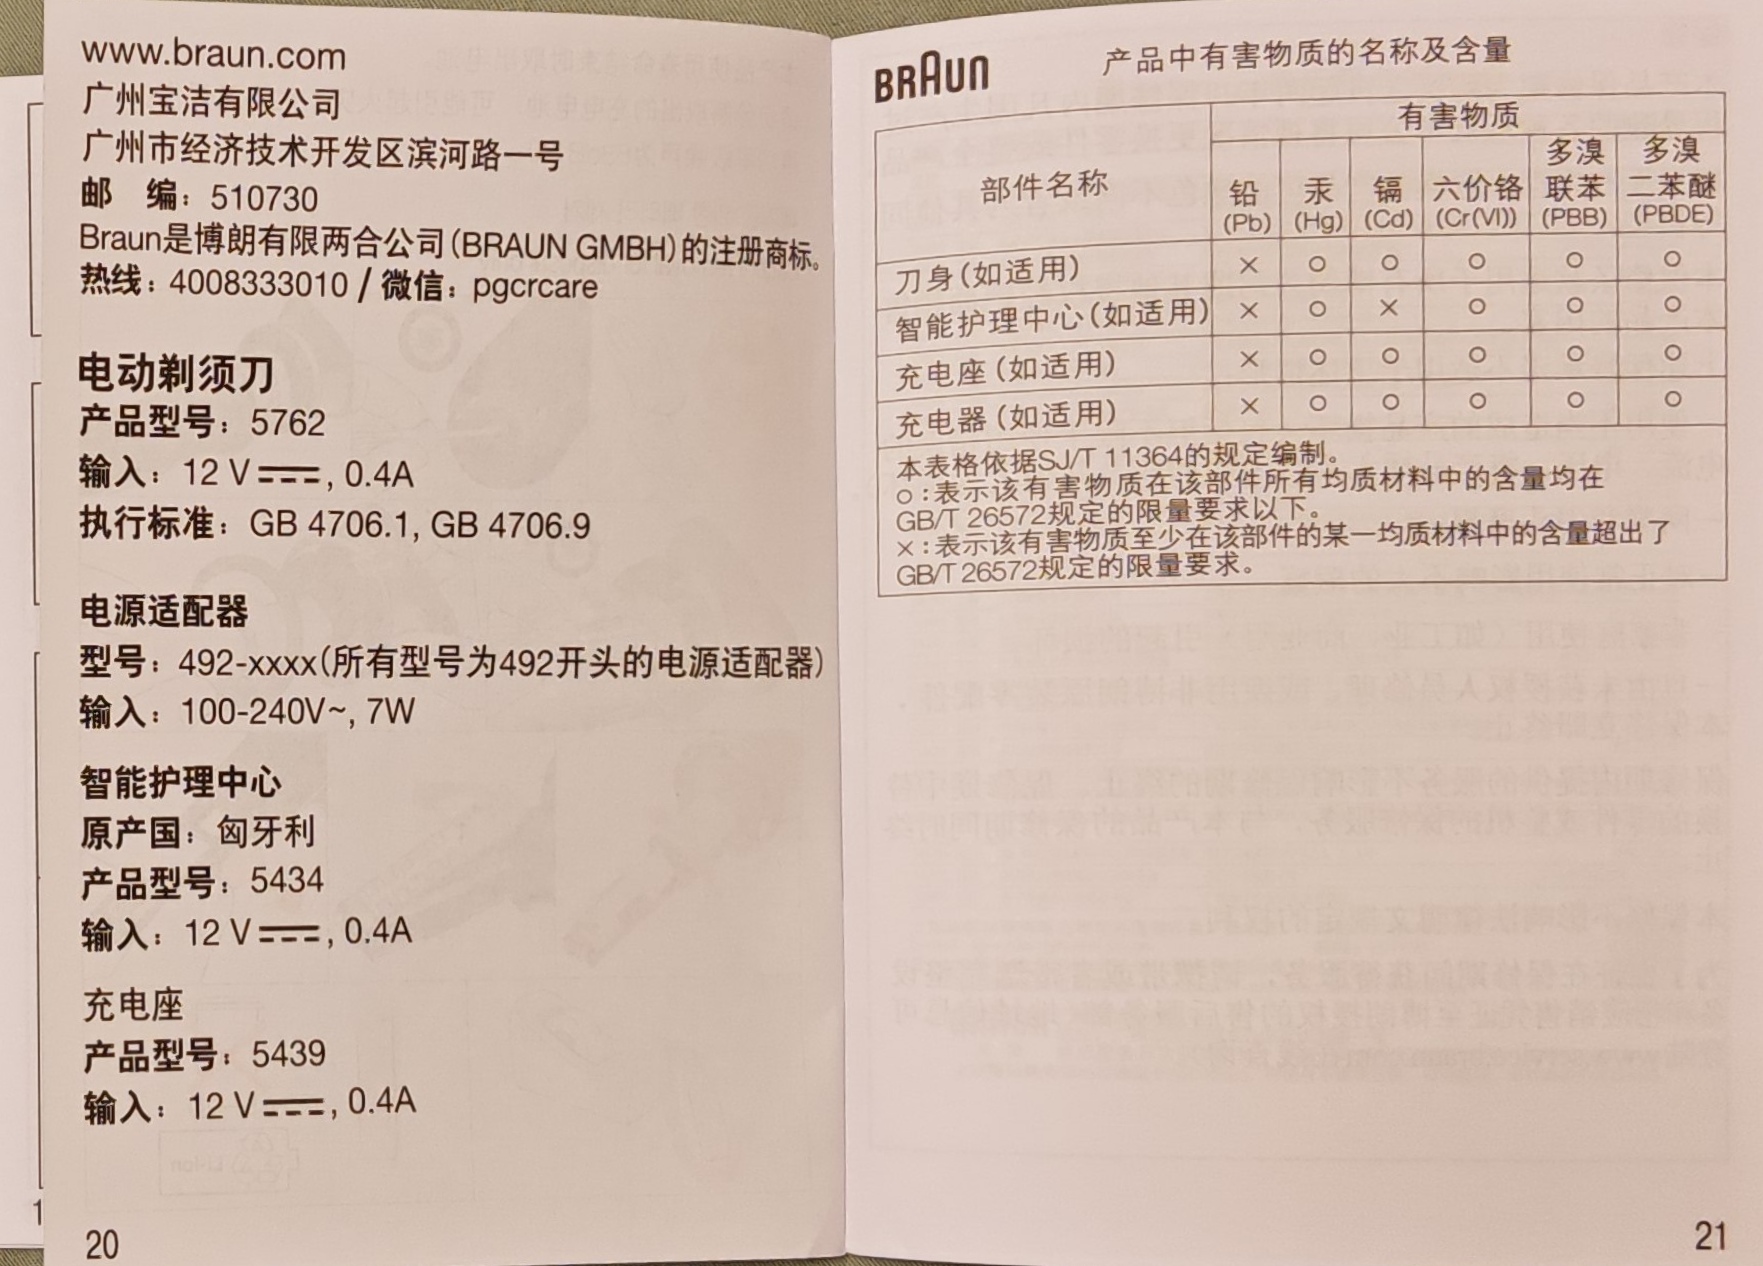 www.braun.com
广州宝洁有限公司
广州市经济技术开发区滨河路一号
邮 编：510730
Braun是博朗有限两合公司(BRAUN GMBH)的注册商标。
热线：4008333010 / 微信：pgcrcare
电动剃须刀
产品型号：5762
输入：12 V⎓, 0.4A
执行标准：GB 4706.1, GB 4706.9
电源适配器
型号：492-xxxx(所有型号为492开头的电源适配器)
输入：100-240V~, 7W
智能护理中心
原产国：匈牙利
产品型号：5434
输入：12 V⎓, 0.4A
充电座
产品型号：5439
输入：12 V⎓, 0.4A
20
1
BRAUN 产品中有害物质的名称及含量
部件名称 有害物质
铅(Pb) 汞(Hg) 镉(Cd) 六价铬(Cr(VI)) 多溴联苯(PBB) 多溴二苯醚(PBDE)
刀身(如适用) × ○ ○ ○ ○ ○
智能护理中心(如适用) × ○ × ○ ○ ○
充电座(如适用) × ○ ○ ○ ○ ○
充电器(如适用) × ○ ○ ○ ○ ○
本表格依据SJ/T 11364的规定编制。
○:表示该有害物质在该部件所有均质材料中的含量均在
GB/T 26572规定的限量要求以下。
×:表示该有害物质至少在该部件的某一均质材料中的含量超出了
GB/T 26572规定的限量要求。
21